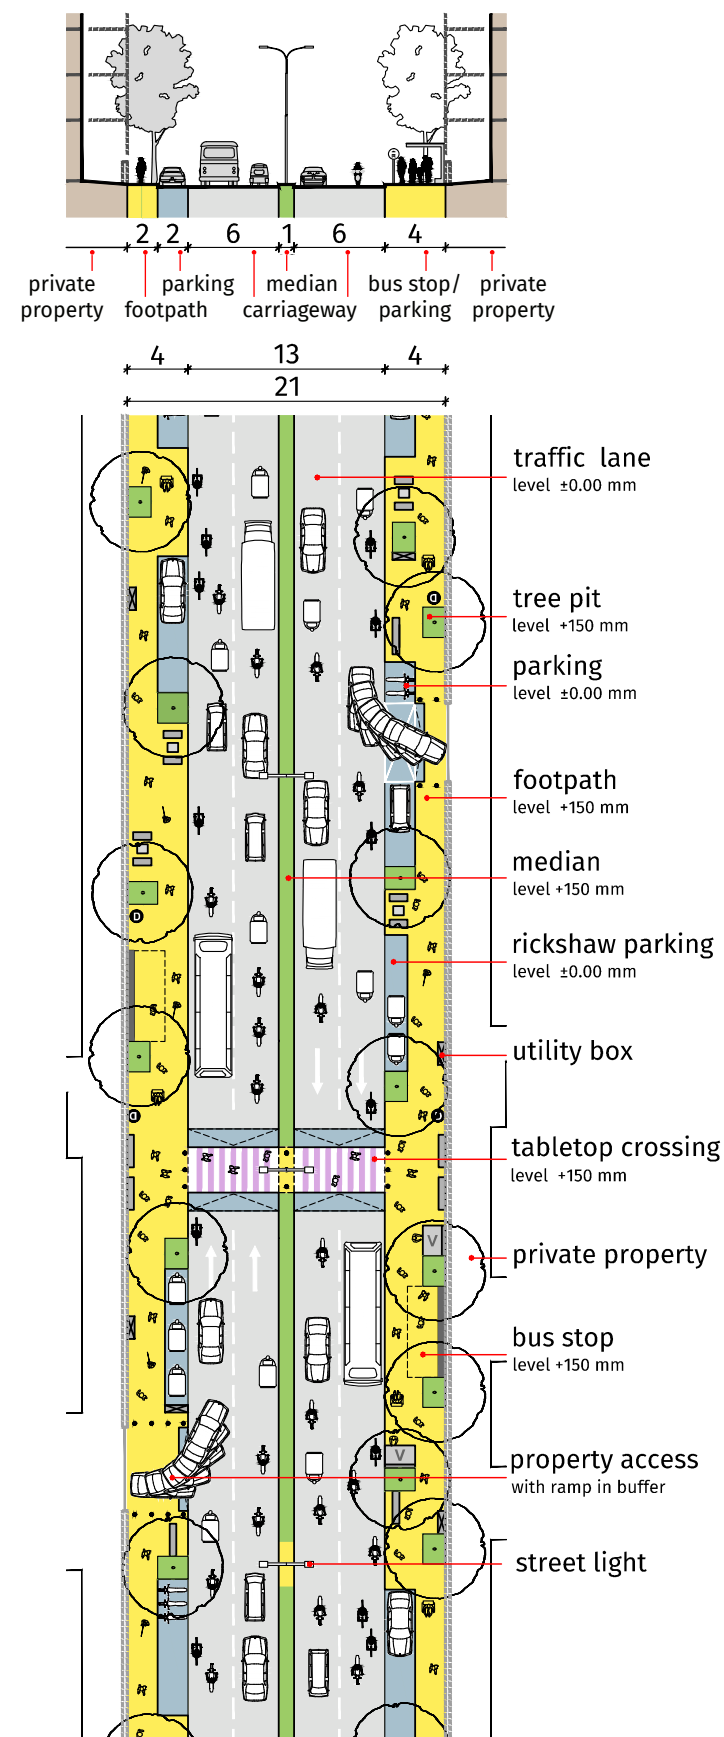 2 2 6 1 6 4
private property
footpath
parking
carriageway
median
bus stop/
parking
private property
4 13 4
21
traffic lane
level ±0.00 mm
tree pit
level +150 mm
parking
level ±0.00 mm
footpath
level +150 mm
median
level +150 mm
rickshaw parking
level ±0.00 mm
utility box
tabletop crossing
level +150 mm
V
private property
bus stop
level +150 mm
V
property access
with ramp in buffer
street light